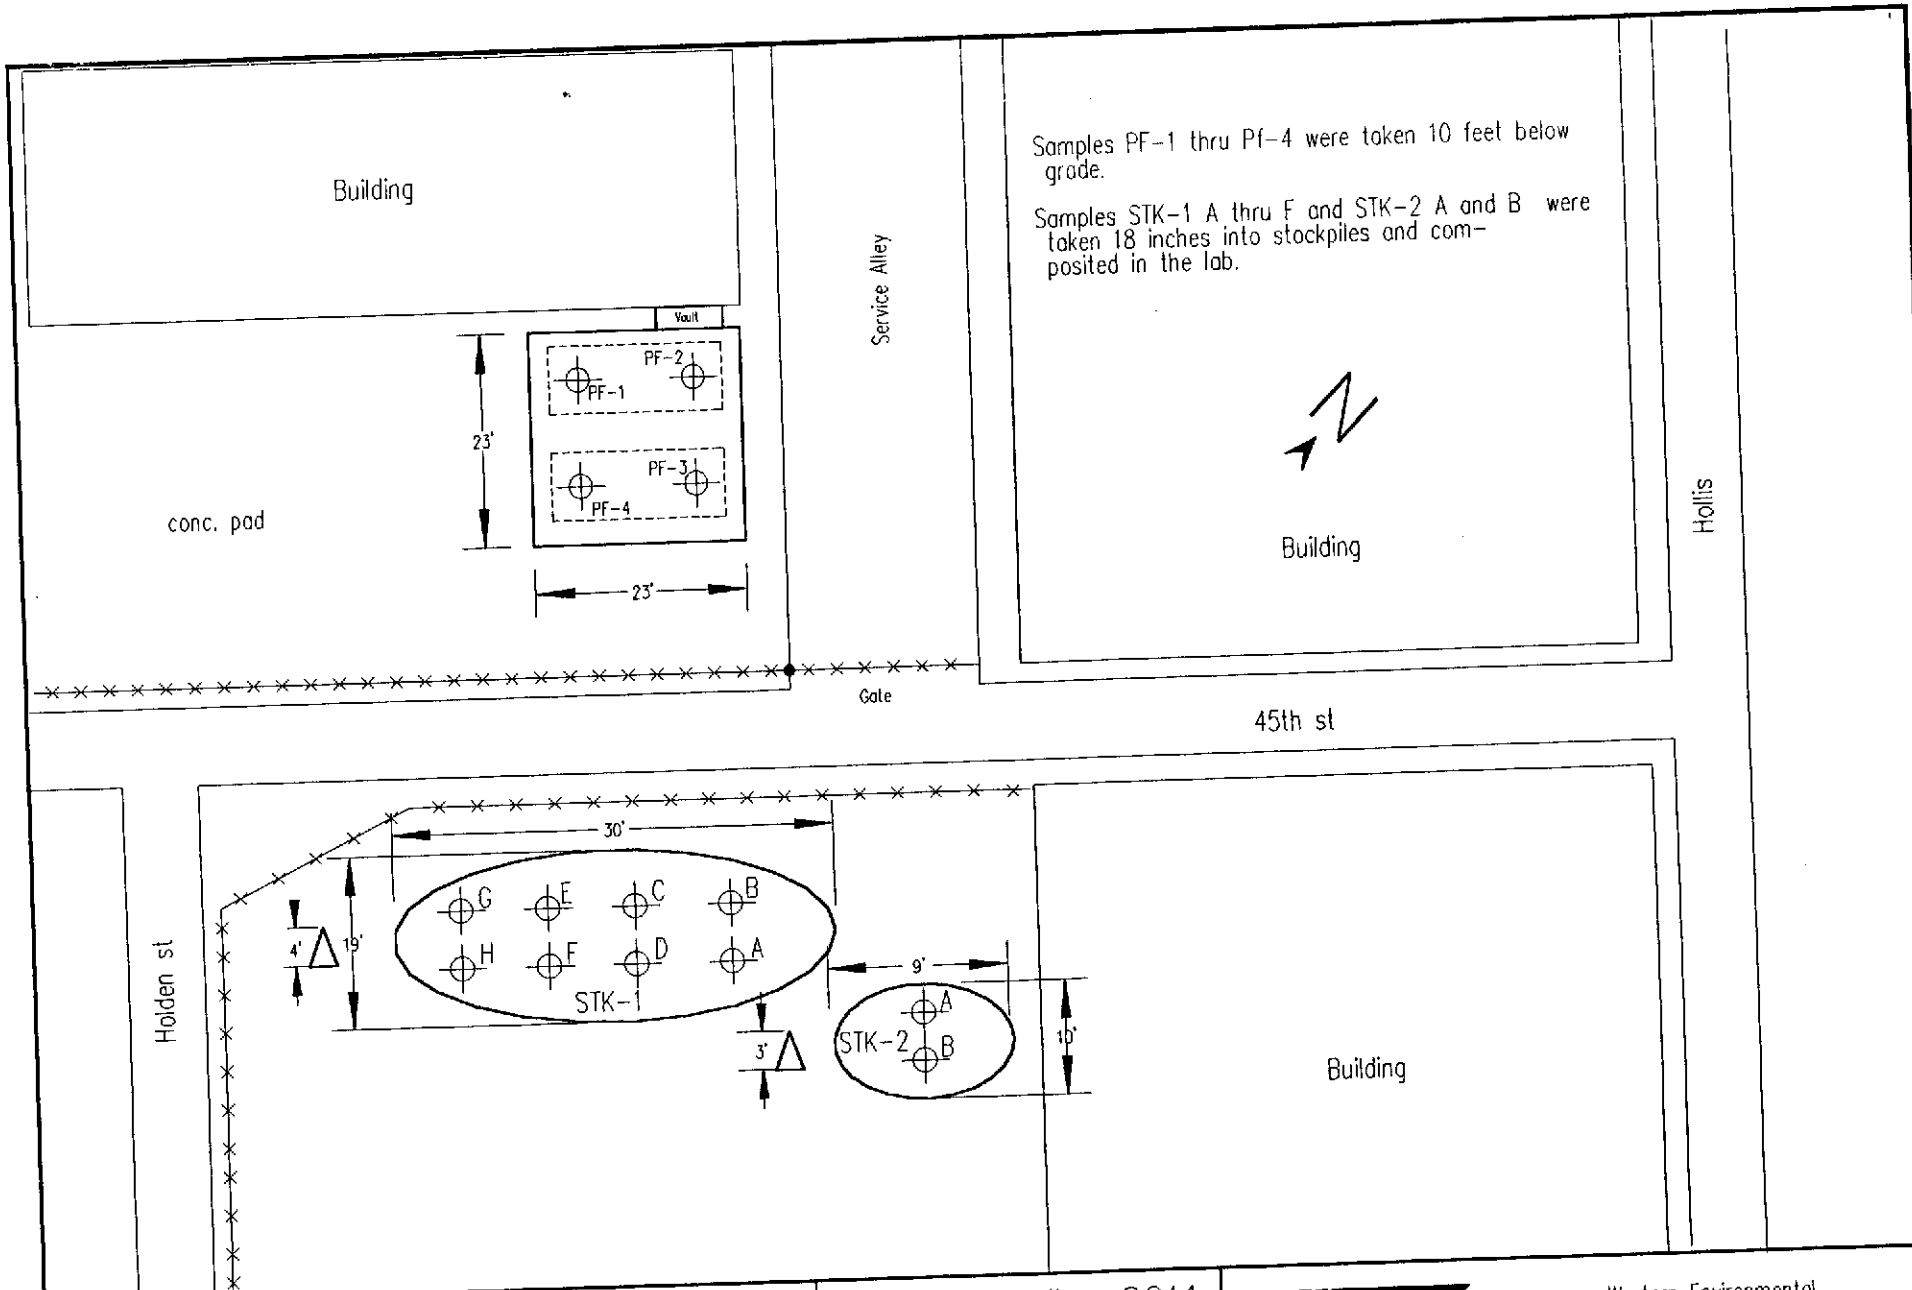 Building
Samples PF-1 thru Pf-4 were taken 10 feet below
grade.
Samples STK-1 A thru F and STK-2 A and B were
taken 18 inches into stockpiles and com-
posited in the lab.
Service Alley
Vault
PF-2
PF-1
23'
PF-3
PF-4
conc. pad
23'
N
Building
Hollis
Gate
45th st
30'
G
E
C
B
4'
19'
H
F
D
A
STK-1
Holden st
9'
A
STK-2
B
3'
10'
Building
Environmental